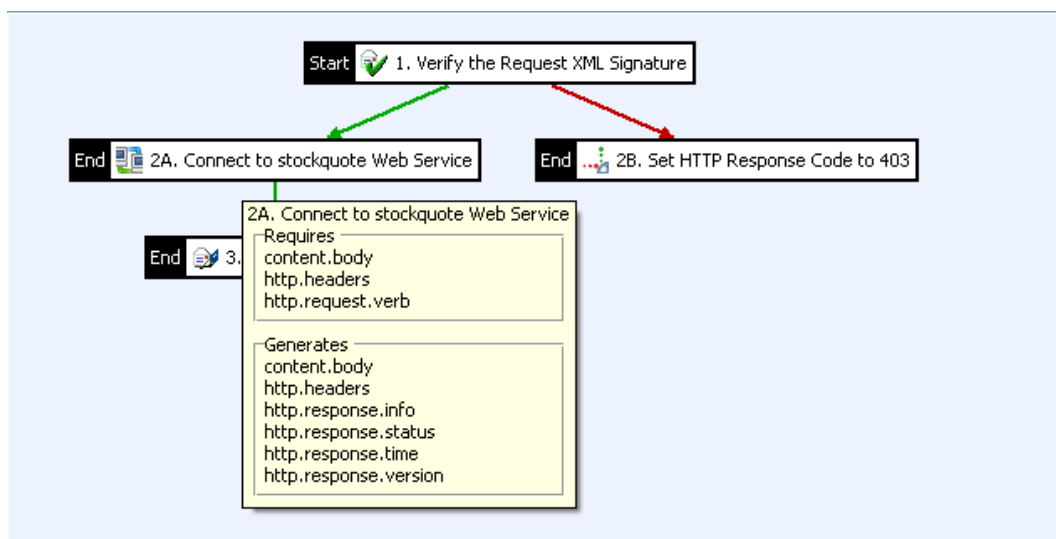 Start 1. Verify the Request XML Signature
End 2A. Connect to stockquote Web Service
End 2B. Set HTTP Response Code to 403
End 3.
2A. Connect to stockquote Web Service
Requires
content.body
http.headers
http.request.verb
Generates
content.body
http.headers
http.response.info
http.response.status
http.response.time
http.response.version